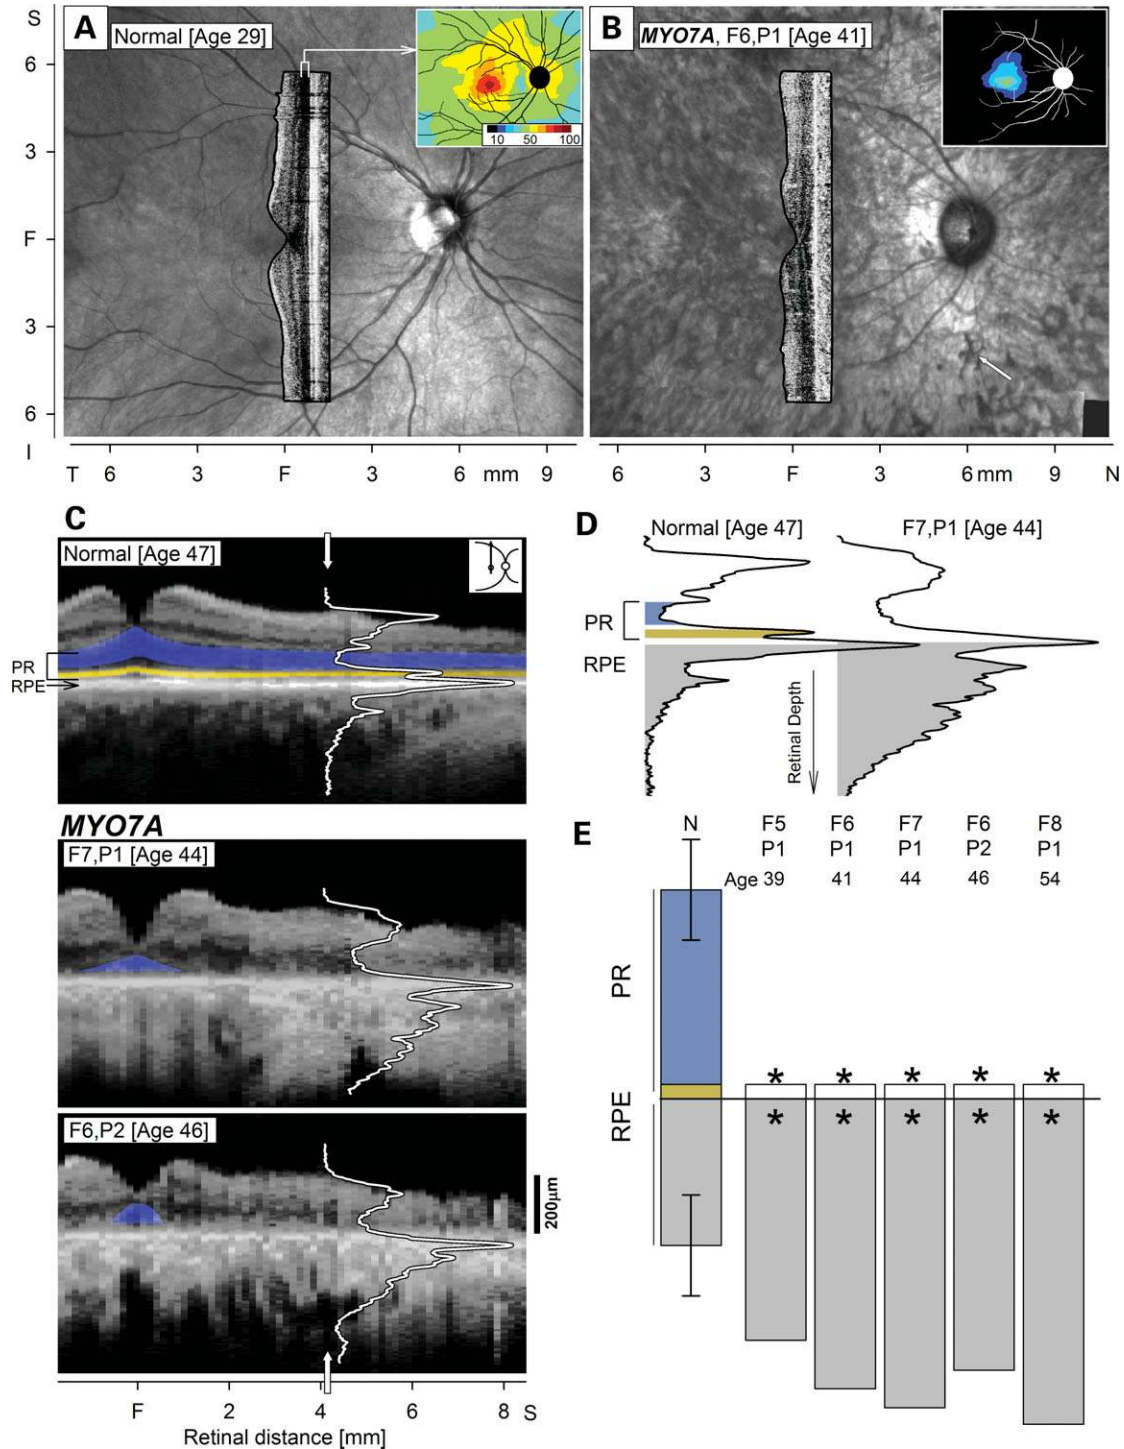 A
Normal [Age 29]
B
MYO7A, F6,P1 [Age 41]
10 50 100
S
6
3
F
3
6
I
T 6 3 F 3 6 mm 9
6 3 F 3 6 mm 9 N
C
Normal [Age 47]
PR
RPE
MYO7A
F7,P1 [Age 44]
F6,P2 [Age 46]
200µm
F 2 4 6 8 S
Retinal distance [mm]
D
Normal [Age 47]
F7,P1 [Age 44]
PR
RPE
Retinal Depth
E
N F5 F6 F7 F6 F8
P1 P1 P1 P2 P1
Age 39 41 44 46 54
PR
* * * * *
RPE
* * * * *